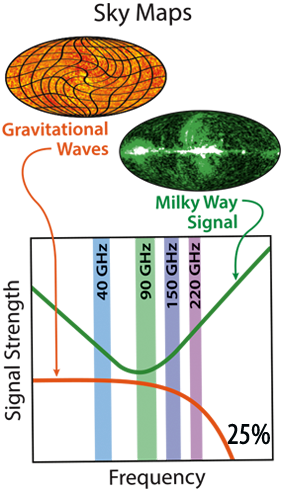 Sky Maps
Gravitational
Waves
Milky Way
Signal
Signal Strength
40 GHz
90 GHz
150 GHz
220 GHz
25%
Frequency